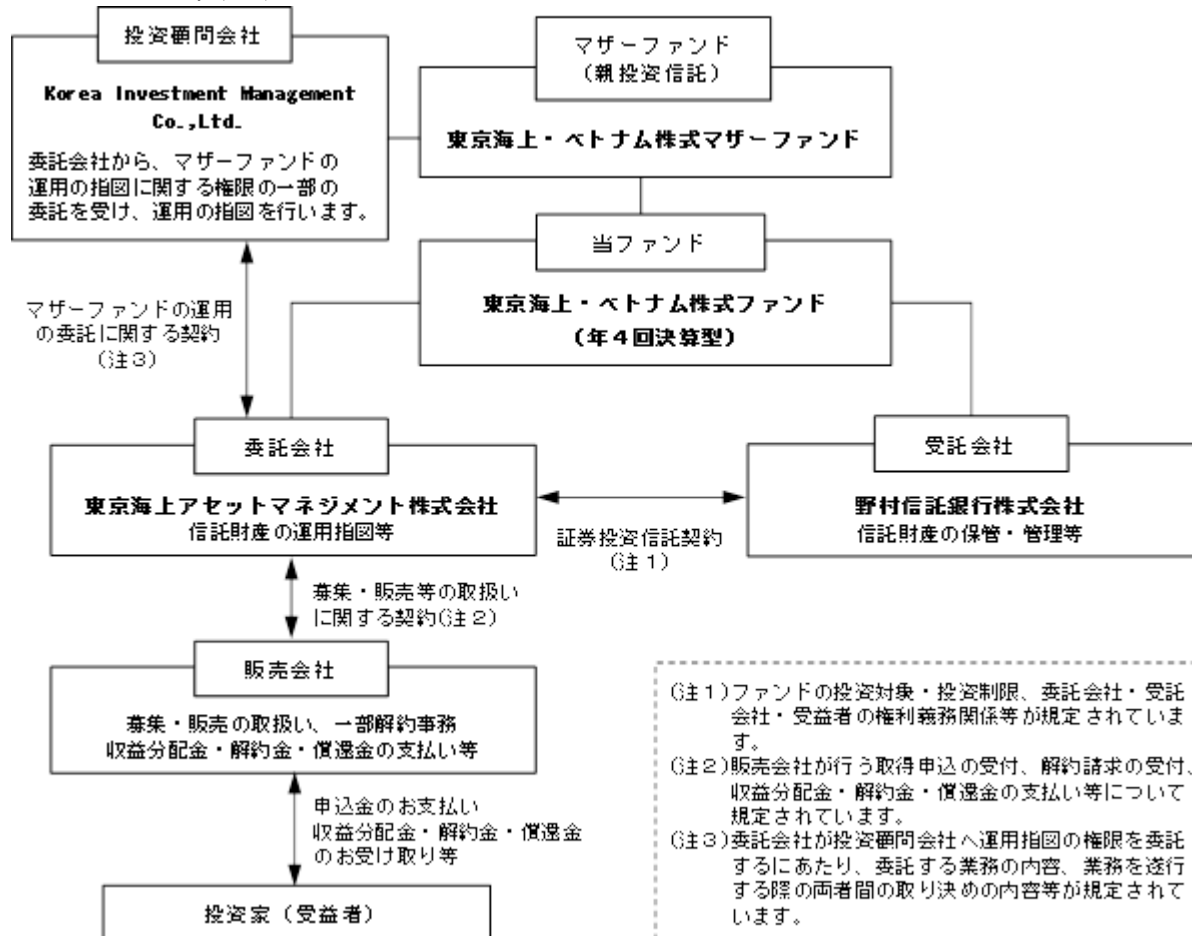 投資顧問会社
Korea Investment Management
Co.,Ltd.
委託会社から、マザーファンドの
運用の指図に関する権限の一部の
委託を受け、運用の指図を行います。
マザーファンド
(親投資信託)
東京海上・ベトナム株式マザーファンド
当ファンド
東京海上・ベトナム株式ファンド
(年4回決算型)
マザーファンドの運用
の委託に関する契約
(注3)
委託会社
東京海上アセットマネジメント株式会社
信託財産の運用指図等
証券投資信託契約
(注1)
受託会社
野村信託銀行株式会社
信託財産の保管・管理等
募集・販売等の取扱い
に関する契約(注2)
販売会社
募集・販売の取扱い、一部解約事務
収益分配金・解約金・償還金の支払い等
申込金のお支払い
収益分配金・解約金・償還金
のお受け取り等
投資家(受益者)
(注1)ファンドの投資対象・投資制限、委託会社・受託
会社・受益者の権利義務関係等が規定されていま
す。
(注2)販売会社が行う取得申込の受付、解約請求の受付、
収益分配金・解約金・償還金の支払い等について
規定されています。
(注3)委託会社が投資顧問会社へ運用指図の権限を委託
するにあたり、委託する業務の内容、業務を遂行
する際の両者間の取り決めの内容等が規定されて
います。